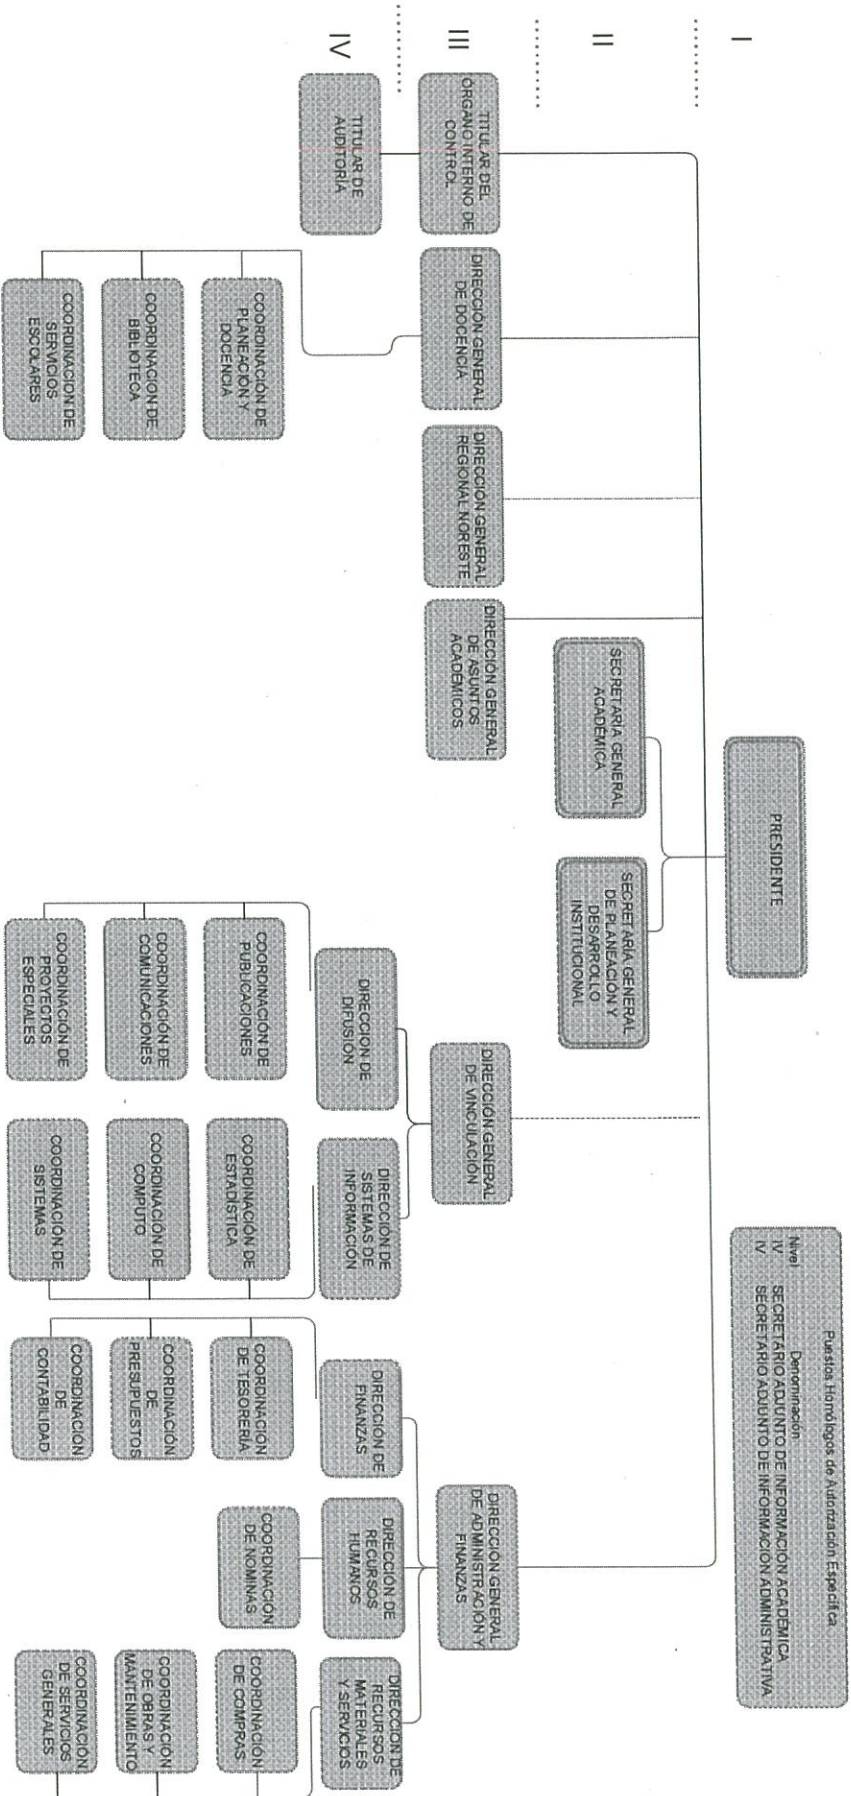 Puestos Homólogos de Autorización Específica
Nivel Denominación
IV SECRETARIO ADJUNTO DE INFORMACIÓN ACADÉMICA
IV SECRETARIO ADJUNTO DE INFORMACIÓN ADMINISTRATIVA
I
PRESIDENTE
II
SECRETARÍA GENERAL
ACADÉMICA
SECRETARIA GENERAL
DE PLANEACIÓN Y
DESARROLLO
INSTITUCIONAL
III
TITULAR DEL
ÓRGANO INTERNO DE
CONTROL
DIRECCIÓN GENERAL
DE DOCENCIA
DIRECCIÓN GENERAL
REGIONAL NORESTE
DIRECCIÓN GENERAL
DE ASUNTOS
ACADÉMICOS
DIRECCIÓN GENERAL
DE VINCULACIÓN
DIRECCIÓN GENERAL
DE ADMINISTRACIÓN Y
FINANZAS
IV
TITULAR DE
AUDITORÍA
DIRECCION DE
DIFUSIÓN
DIRECCIÓN DE
SISTEMAS DE
INFORMACIÓN
DIRECCIÓN DE
FINANZAS
DIRECCIÓN DE
RECURSOS
HUMANOS
DIRECCIÓN DE
RECURSOS
MATERIALES
Y SERVICIOS
COORDINACIÓN DE
PLANEACIÓN Y
DOCENCIA
COORDINACIÓN DE
PUBLICACIONES
COORDINACIÓN DE
ESTADÍSTICA
COORDINACIÓN
DE TESORERÍA
COORDINACIÓN
DE NOMINAS
COORDINACIÓN
DE COMPRAS
COORDINACION DE
BIBLIOTECA
COORDINACIÓN DE
COMUNICACIONES
COORDINACIÓN DE
COMPUTO
COORDINACIÓN
DE
PRESUPUESTOS
COORDINACIÓN
DE OBRAS Y
MANTENIMIENTO
COORDINACION DE
SERVICIOS
ESCOLARES
COORDINACIÓN DE
PROYECTOS
ESPECIALES
COORDINACIÓN DE
SISTEMAS
COORDINACIÓN
DE
CONTABILIDAD
COORDINACIÓN
DE SERVICIOS
GENERALES